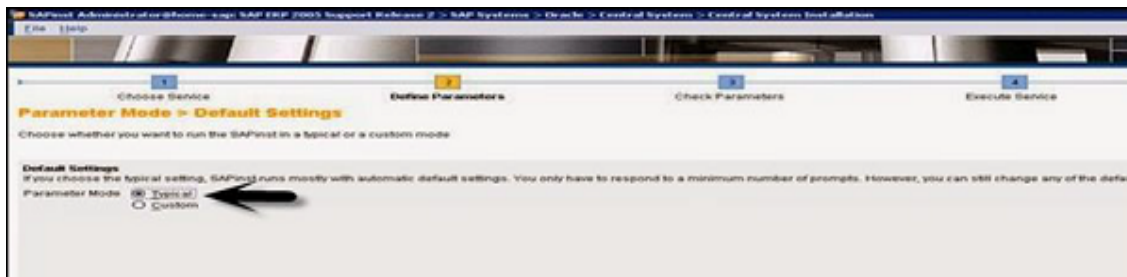 SAPinst Administrator@home-sap: SAP ERP 2005 Support Release 2 > SAP Systems > Oracle > Central System > Central System Installation
File Help
1 2 3 4
Choose Service Define Parameters Check Parameters Execute Service
Parameter Mode > Default Settings
Choose whether you want to run the SAPinst in a typical or a custom mode
Default Settings
If you choose the typical setting, SAPinst runs mostly with automatic default settings. You only have to respond to a minimum number of prompts. However, you can still change any of the defa
Parameter Mode Typical
Custom